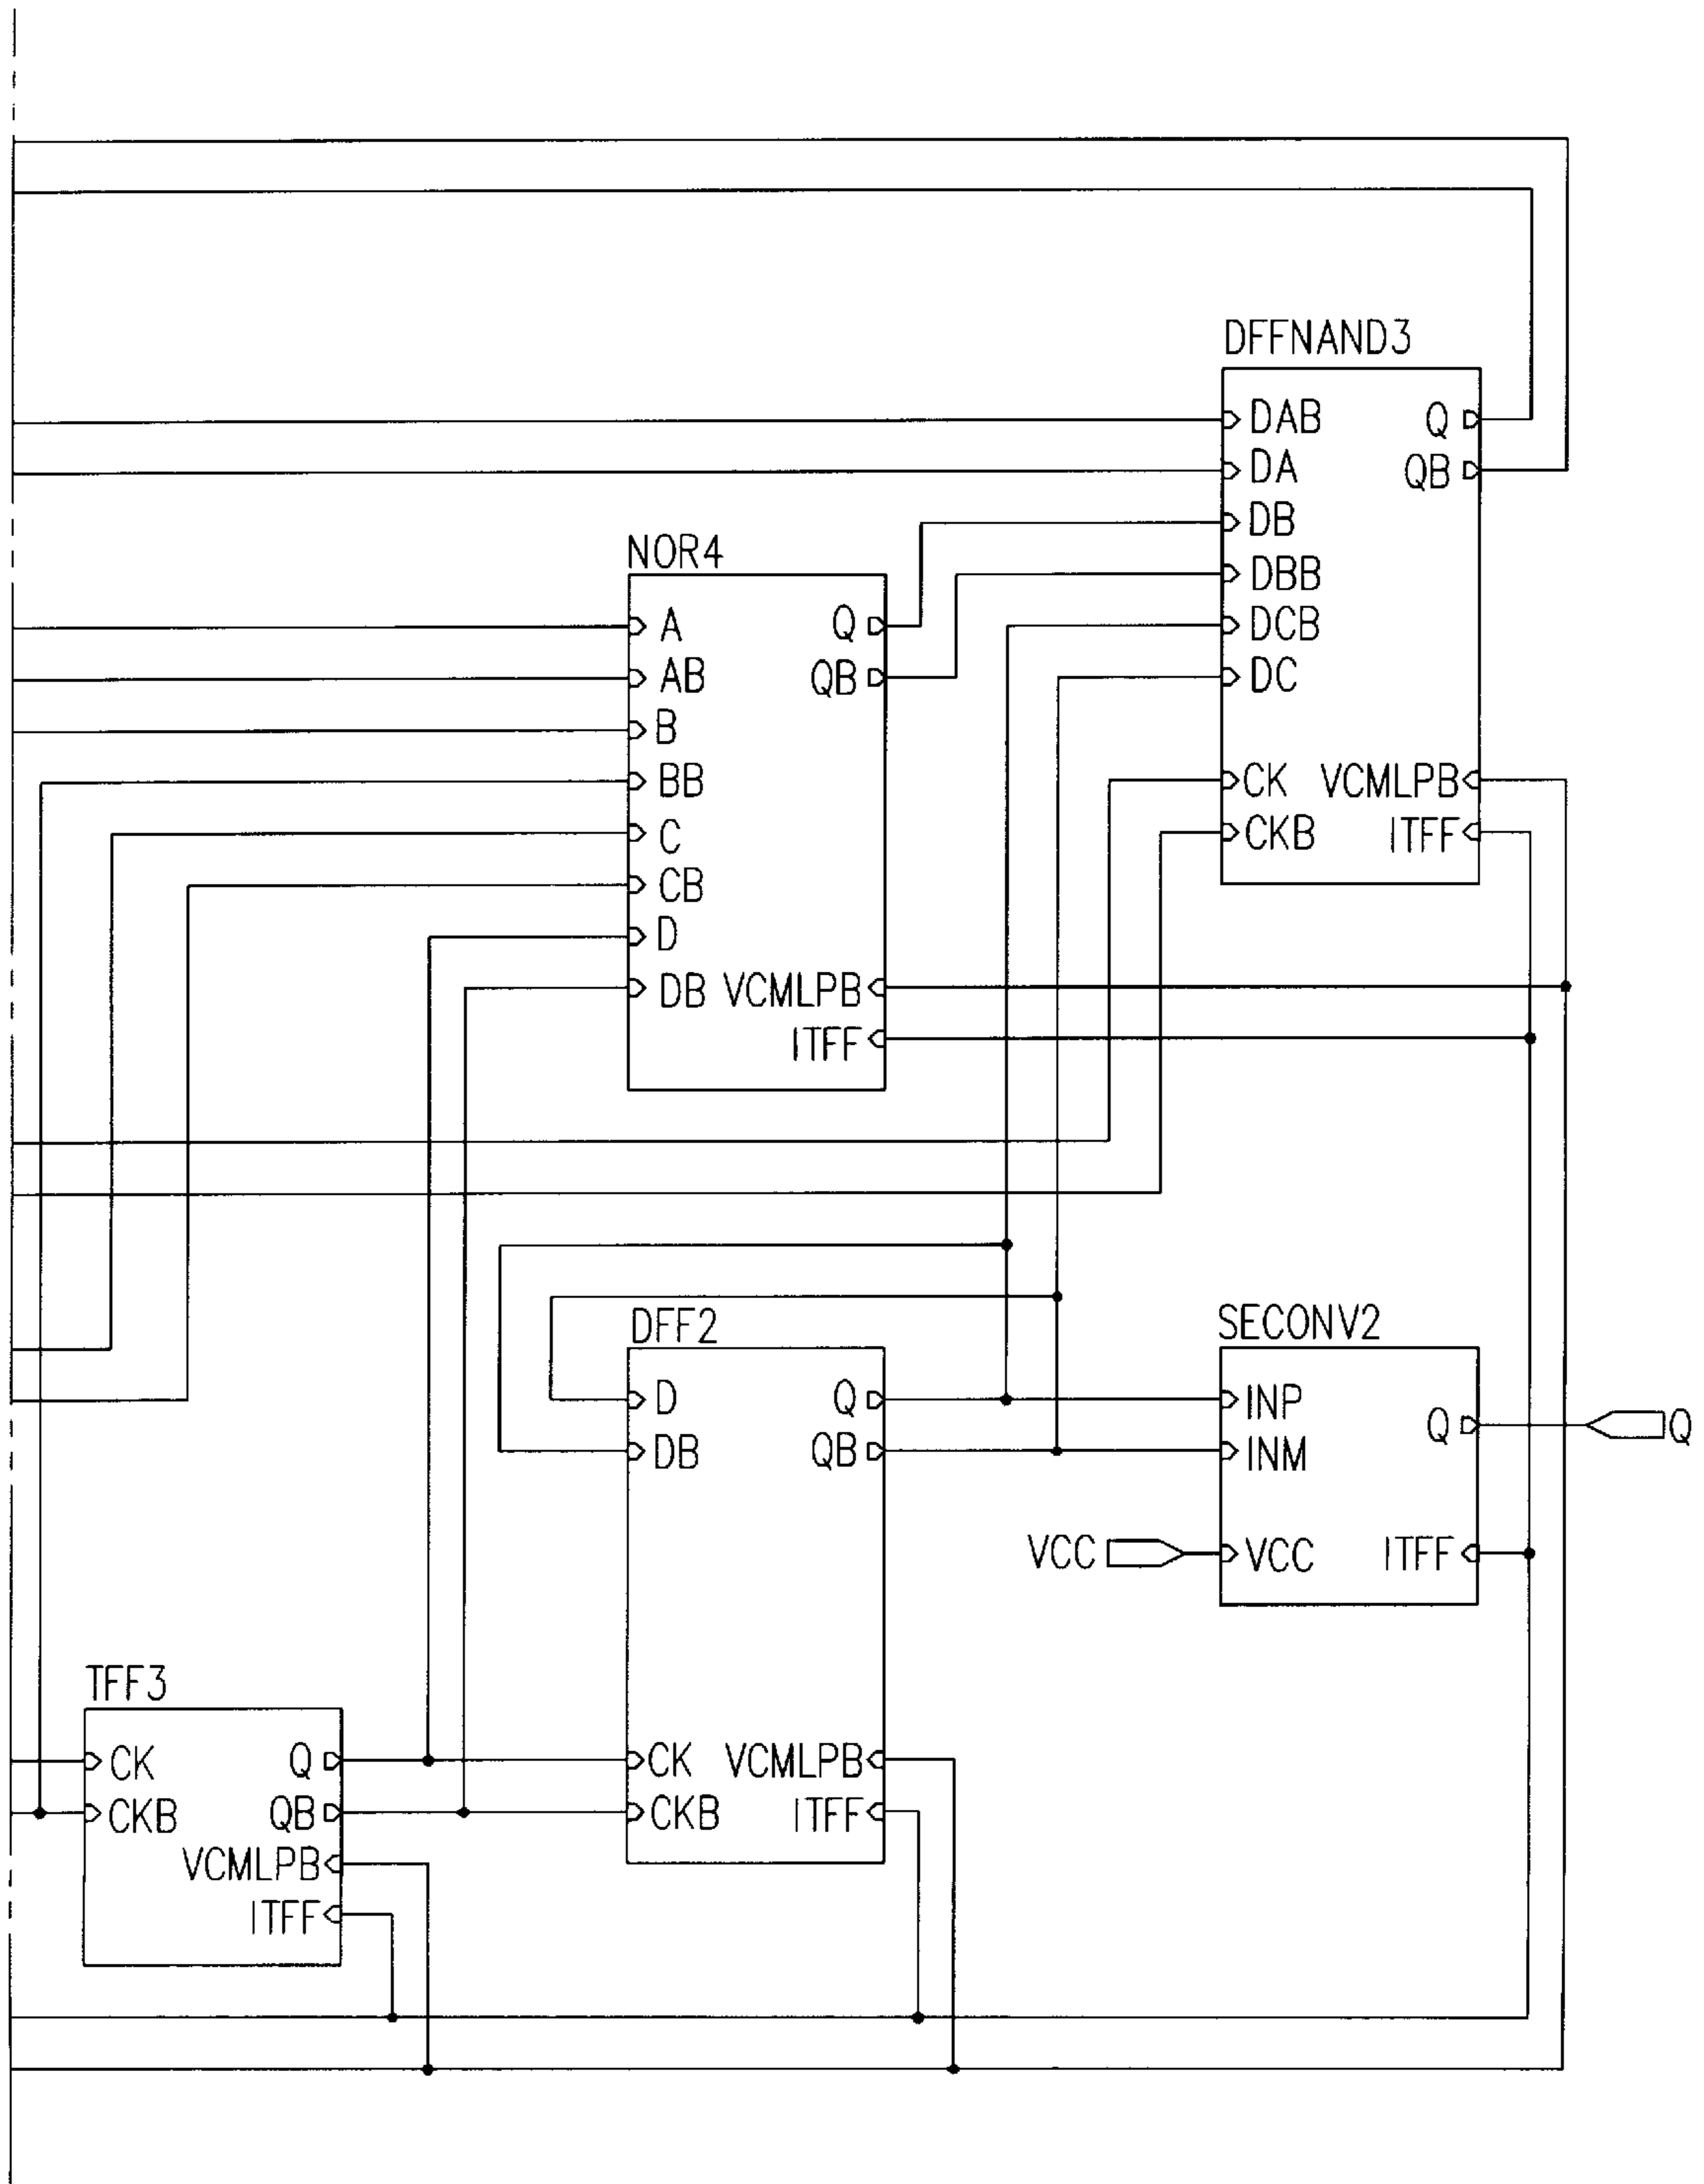 DFFNAND3
DAB Q
DA QB
DB
DBB
DCB
DC
CK VCMLPB
CKB ITFF
NOR4
A Q
AB QB
B
BB
C
CB
D
DB VCMLPB
ITFF
DFF2
D Q
DB QB
CK VCMLPB
CKB ITFF
SECONV2
INP Q
INM
VCC VCC ITFF
Q
TFF3
CK Q
CKB QB
VCMLPB
ITFF